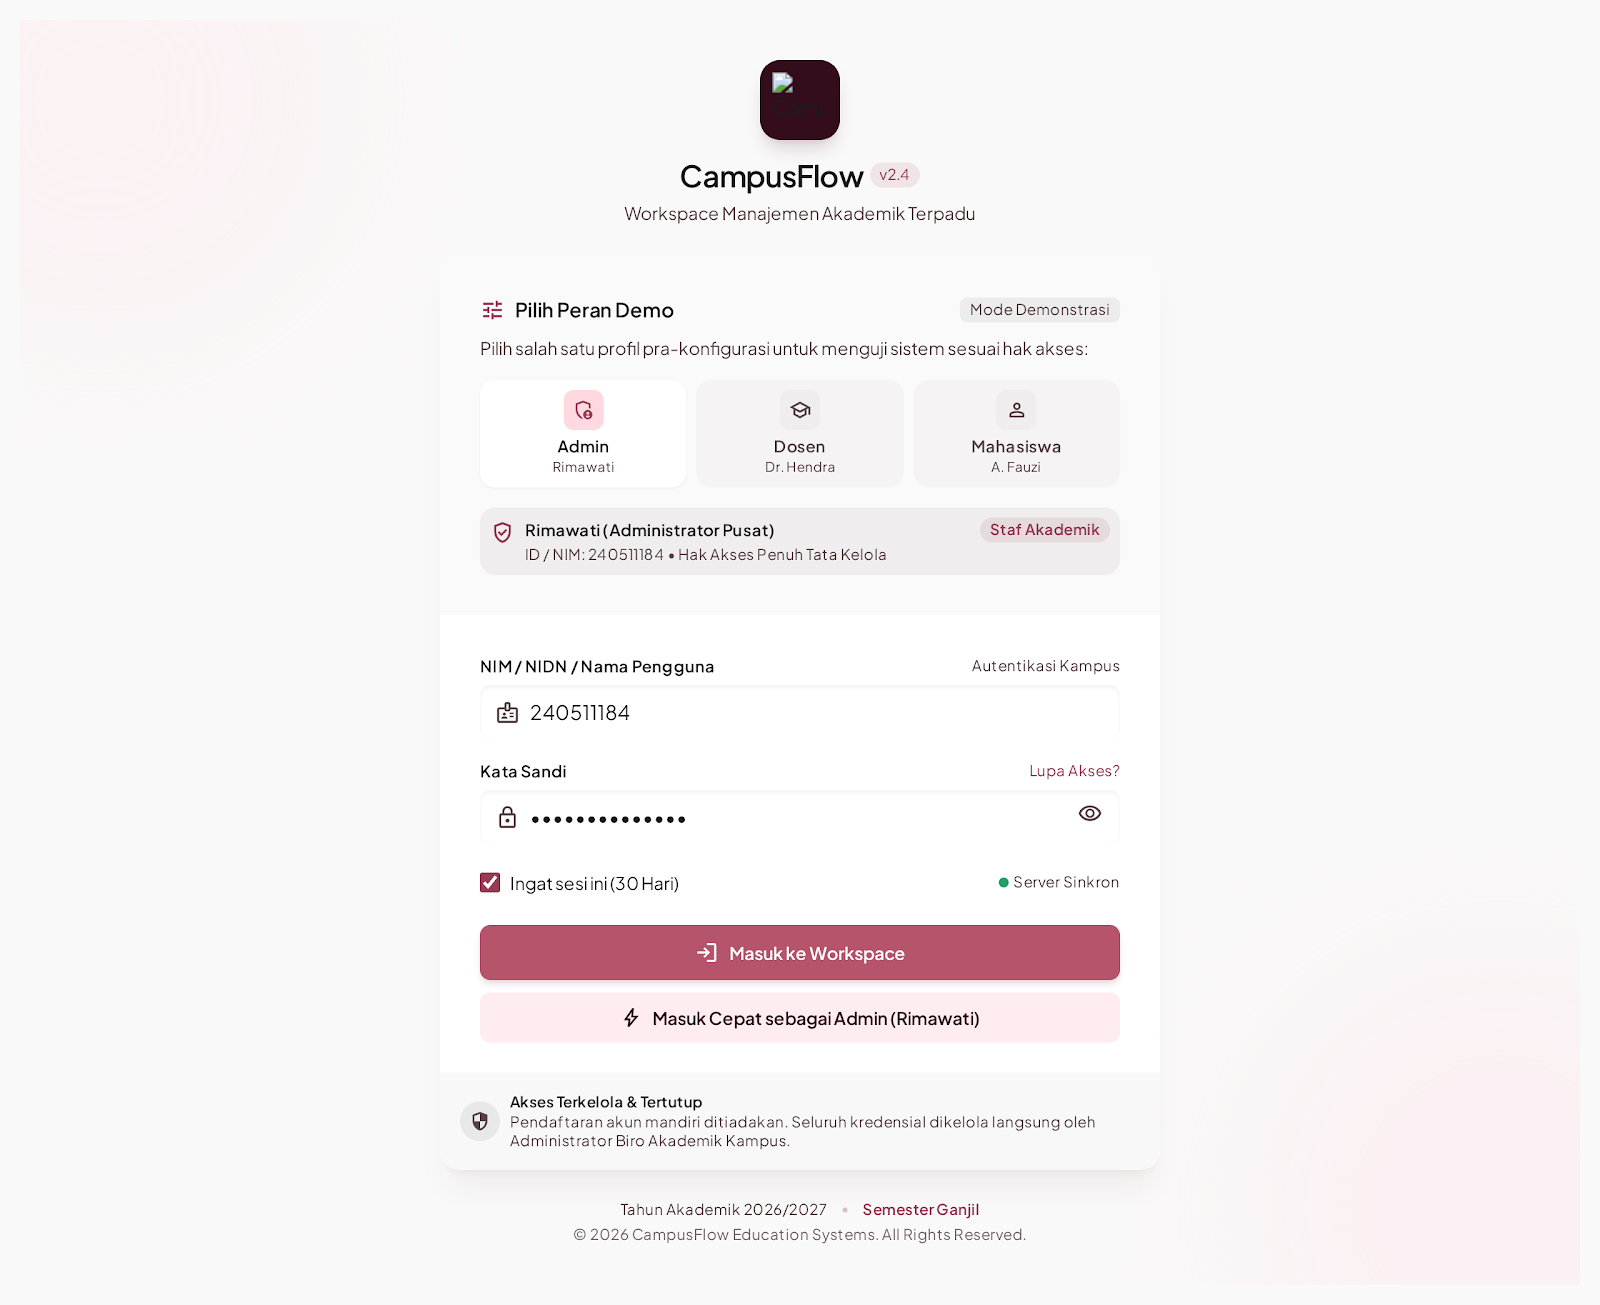 CampusFlow v2.4
Workspace Manajemen Akademik Terpadu
Pilih Peran Demo
Mode Demonstrasi
Pilih salah satu profil pra-konfigurasi untuk menguji sistem sesuai hak akses:
Admin
Rimawati
Dosen
Dr. Hendra
Mahasiswa
A. Fauzi
Rimawati (Administrator Pusat)
Staf Akademik
ID / NIM: 240511184 • Hak Akses Penuh Tata Kelola
NIM / NIDN / Nama Pengguna
Autentikasi Kampus
240511184
Kata Sandi
Lupa Akses?
••••••••••••••
Ingat sesi ini (30 Hari)
Server Sinkron
Masuk ke Workspace
Masuk Cepat sebagai Admin (Rimawati)
Akses Terkelola & Tertutup
Pendaftaran akun mandiri ditiadakan. Seluruh kredensial dikelola langsung oleh
Administrator Biro Akademik Kampus.
Tahun Akademik 2026/2027 • Semester Ganjil
© 2026 CampusFlow Education Systems. All Rights Reserved.